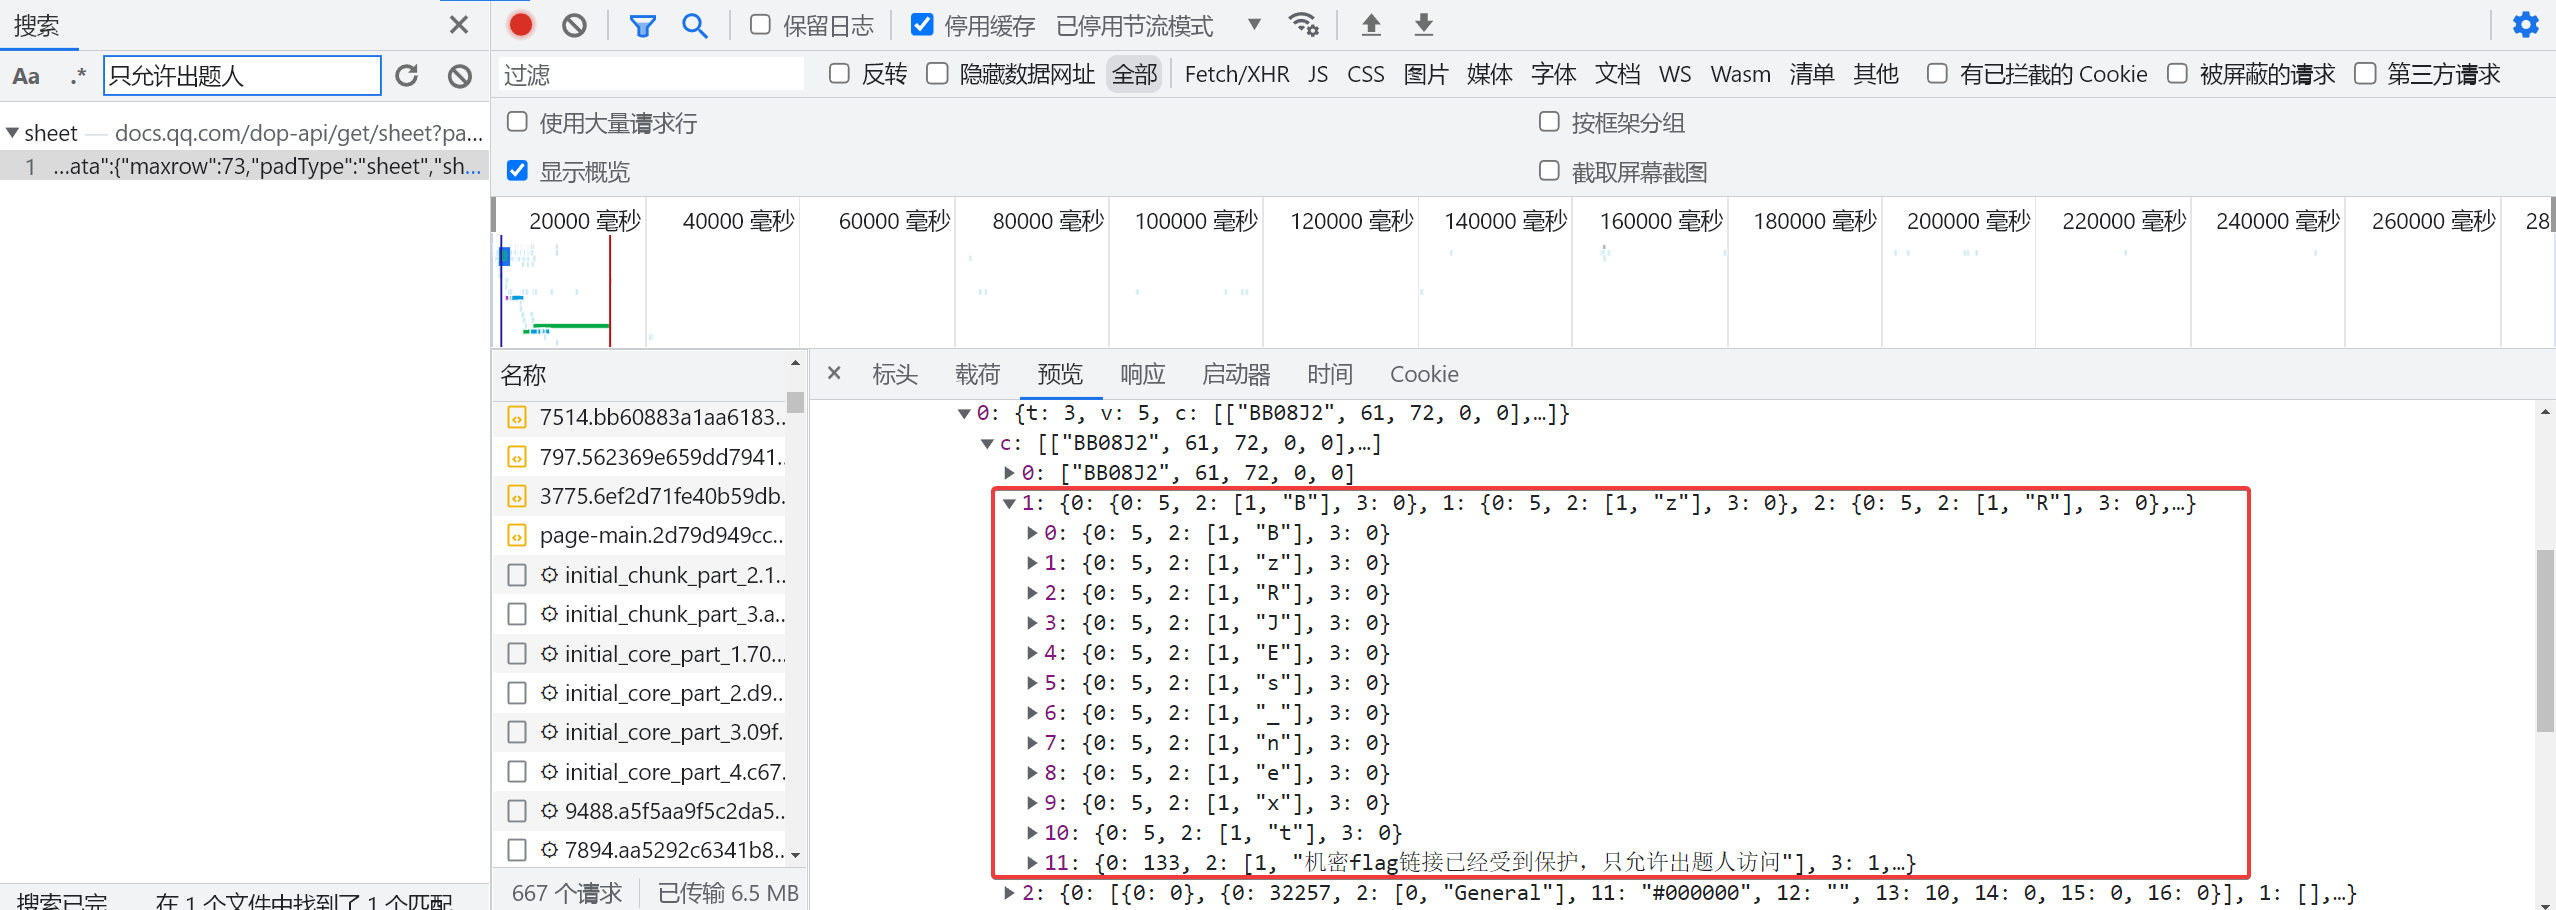 搜索
保留日志 停用缓存 已停用节流模式
Aa .* 只允许出题人
过滤 反转 隐藏数据网址 全部 Fetch/XHR JS CSS 图片 媒体 字体 文档 WS Wasm 清单 其他 有已拦截的 Cookie 被屏蔽的请求 第三方请求
sheet — docs.qq.com/dop-api/get/sheet?pa...
1 ...ata":{"maxrow":73,"padType":"sheet","sh...
使用大量请求行 按框架分组
显示概览 截取屏幕截图
20000 毫秒 40000 毫秒 60000 毫秒 80000 毫秒 100000 毫秒 120000 毫秒 140000 毫秒 160000 毫秒 180000 毫秒 200000 毫秒 220000 毫秒 240000 毫秒 260000 毫秒 28
名称
7514.bb60883a1aa6183..
797.562369e659dd7941.
3775.6ef2d71fe40b59db.
page-main.2d79d949cc...
initial_chunk_part_2.1..
initial_chunk_part_3.a..
initial_core_part_1.70...
initial_core_part_2.d9...
initial_core_part_3.09f.
initial_core_part_4.c67.
9488.a5f5aa9f5c2da5...
7894.aa5292c6341b8...
667 个请求 已传输 6.5 MB
× 标头 载荷 预览 响应 启动器 时间 Cookie
0: {t: 3, v: 5, c: [["BB08J2", 61, 72, 0, 0],…]}
c: [["BB08J2", 61, 72, 0, 0],…]
0: ["BB08J2", 61, 72, 0, 0]
1: {0: {0: 5, 2: [1, "B"], 3: 0}, 1: {0: 5, 2: [1, "z"], 3: 0}, 2: {0: 5, 2: [1, "R"], 3: 0},…}
0: {0: 5, 2: [1, "B"], 3: 0}
1: {0: 5, 2: [1, "z"], 3: 0}
2: {0: 5, 2: [1, "R"], 3: 0}
3: {0: 5, 2: [1, "J"], 3: 0}
4: {0: 5, 2: [1, "E"], 3: 0}
5: {0: 5, 2: [1, "s"], 3: 0}
6: {0: 5, 2: [1, "_"], 3: 0}
7: {0: 5, 2: [1, "n"], 3: 0}
8: {0: 5, 2: [1, "e"], 3: 0}
9: {0: 5, 2: [1, "x"], 3: 0}
10: {0: 5, 2: [1, "t"], 3: 0}
11: {0: 133, 2: [1, "机密flag链接已经受到保护，只允许出题人访问"], 3: 1,…}
2: {0: [{0: 0}, {0: 32257, 2: [0, "General"], 11: "#000000", 12: "", 13: 10, 14: 0, 15: 0, 16: 0}], 1: [],…}
搜索已完 在 1 个文件中找到了 1 个匹配